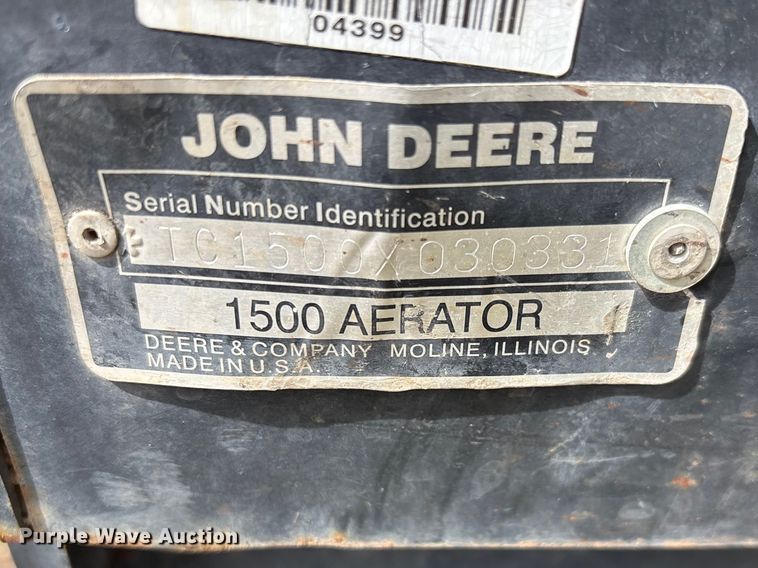 04399
JOHN DEERE
Serial Number Identification
TC1500X030331
1500 AERATOR
DEERE & COMPANY MOLINE, ILLINOIS
MADE IN U.S.A.
Purple Wave Auction